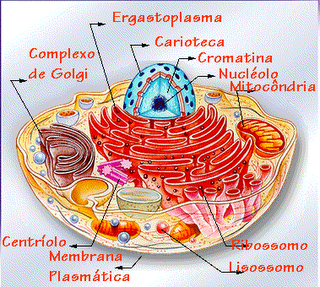 Ergastoplasma
Carioteca
Complexo
de Golgi
Cromatina
Nucléolo
Mitocôndria
Centríolo
Membrana
Plasmática
Ribossomo
Lisossomo